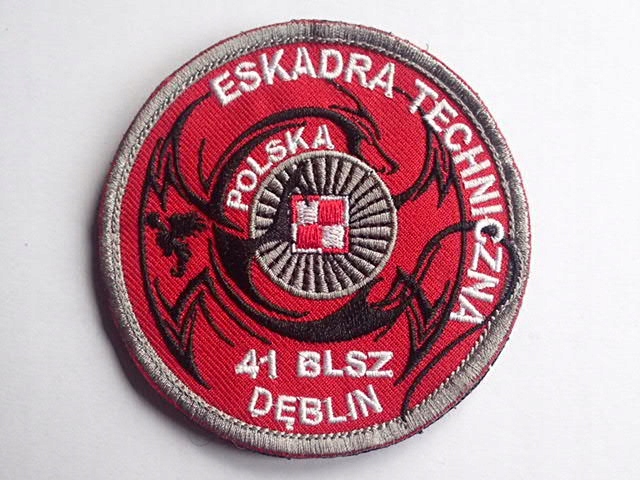 ESKADRA TECHNICZNA
POLSKA
41 BLSZ
DĘBLIN